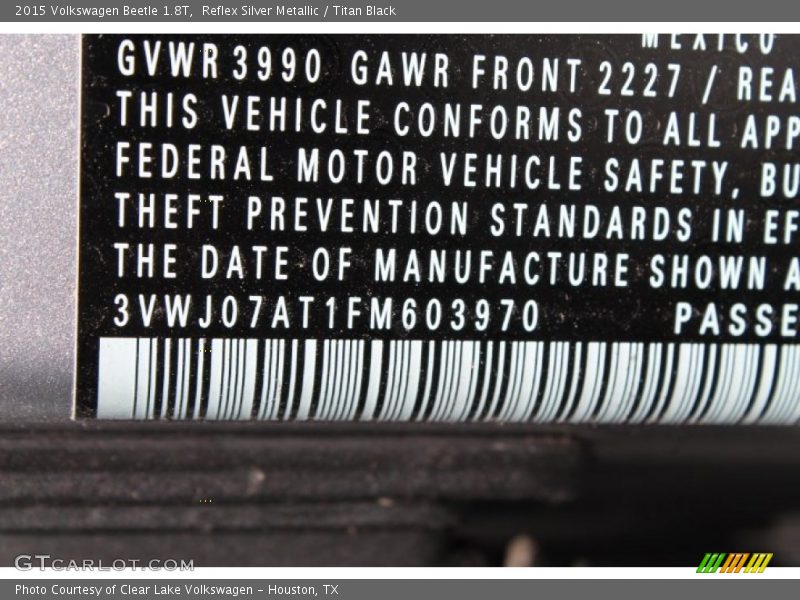 2015 Volkswagen Beetle 1.8T, Reflex Silver Metallic / Titan Black
MEXICO
GVWR 3990 GAWR FRONT 2227 / REA
THIS VEHICLE CONFORMS TO ALL APP
FEDERAL MOTOR VEHICLE SAFETY, BU
THEFT PREVENTION STANDARDS IN EF
THE DATE OF MANUFACTURE SHOWN A
3VWJ07AT1FM603970 PASSE
GTCARLOT.COM
Photo Courtesy of Clear Lake Volkswagen – Houston, TX